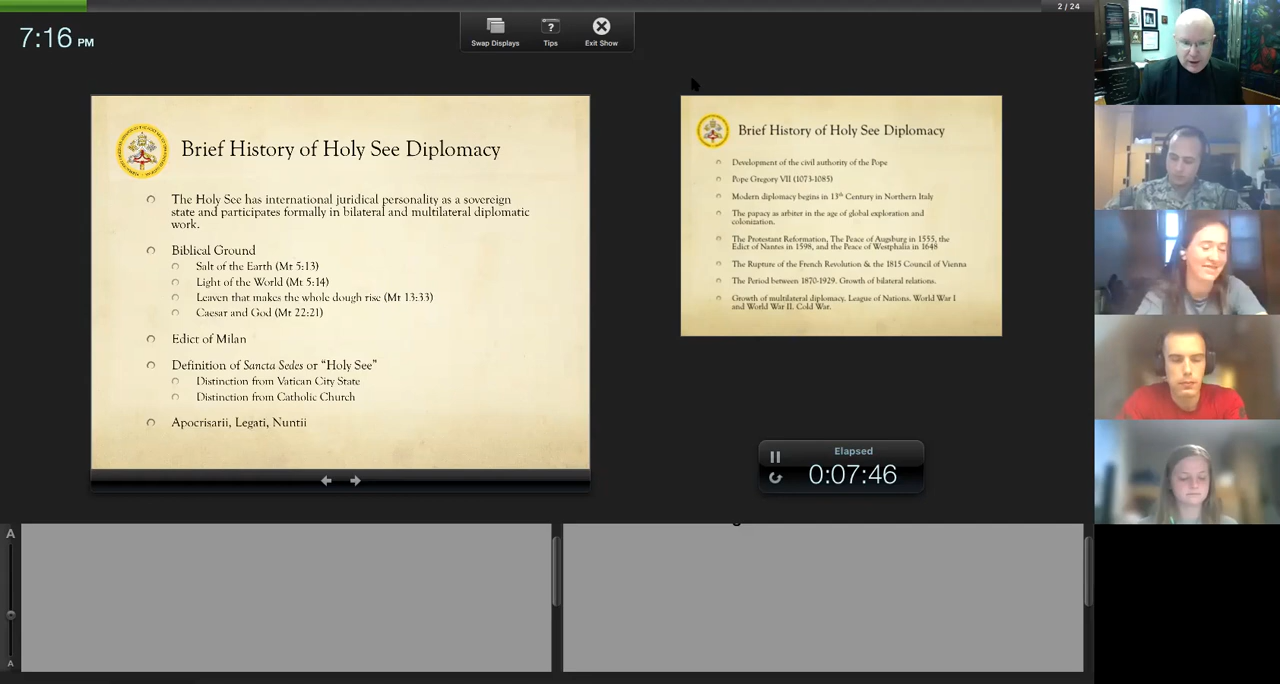 2 / 24
7:16 PM
Swap Displays
?
Tips
Exit Show
Brief History of Holy See Diplomacy
The Holy See has international juridical personality as a sovereign
state and participates formally in bilateral and multilateral diplomatic
work.
Biblical Ground
Salt of the Earth (Mt 5:13)
Light of the World (Mt 5:14)
Leaven that makes the whole dough rise (Mt 13:33)
Caesar and God (Mt 22:21)
Edict of Milan
Definition of Sancta Sedes or “Holy See”
Distinction from Vatican City State
Distinction from Catholic Church
Apocrisarii, Legati, Nuntii
Brief History of Holy See Diplomacy
Development of the civil authority of the Pope
Pope Gregory VII (1073-1085)
Modern diplomacy begins in 13th Century in Northern Italy
The papacy as arbiter in the age of global exploration and
colonization.
The Protestant Reformation, The Peace of Augsburg in 1555, the
Edict of Nantes in 1598, and the Peace of Westphalia in 1648
The Rupture of the French Revolution & the 1815 Council of Vienna
The Period between 1870-1929. Growth of bilateral relations.
Growth of multilateral diplomacy. League of Nations. World War I
and World War II. Cold War.
Elapsed
0:07:46
A
A